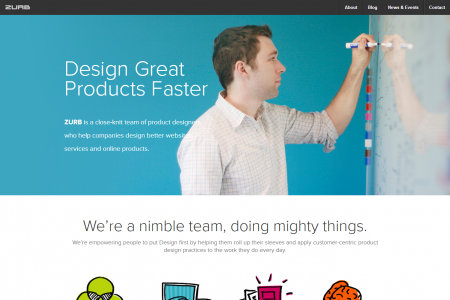 ZURB
About Blog News & Events Contact
Design Great
Products Faster
ZURB is a close-knit team of product designe
who help companies design better websit
services and online products.
We're a nimble team, doing mighty things.
We're empowering people to put Design first by helping them roll up their sleeves and apply customer-centric product
design practices to the work they do every day.